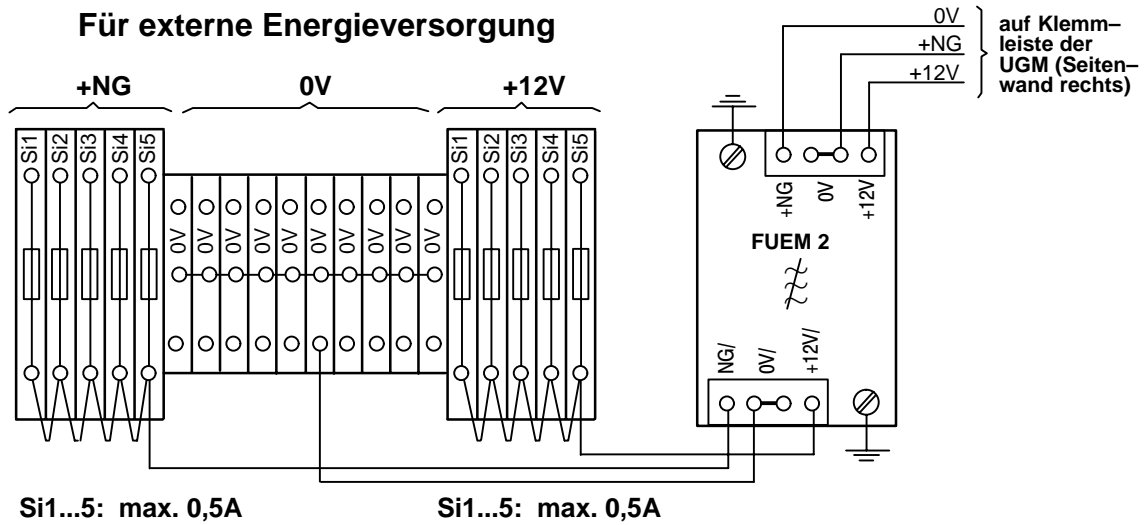 Für externe Energieversorgung
0V
+NG
+12V
auf Klemm–
leiste der
UGM (Seiten–
wand rechts)
+NG
0V
+12V
Si1
Si2
Si3
Si4
Si5
0V
0V
0V
0V
0V
0V
0V
0V
0V
0V
Si1
Si2
Si3
Si4
Si5
+NG
0V
+12V
FUEM 2
NG/
0V/
+12V/
Si1...5: max. 0,5A
Si1...5: max. 0,5A